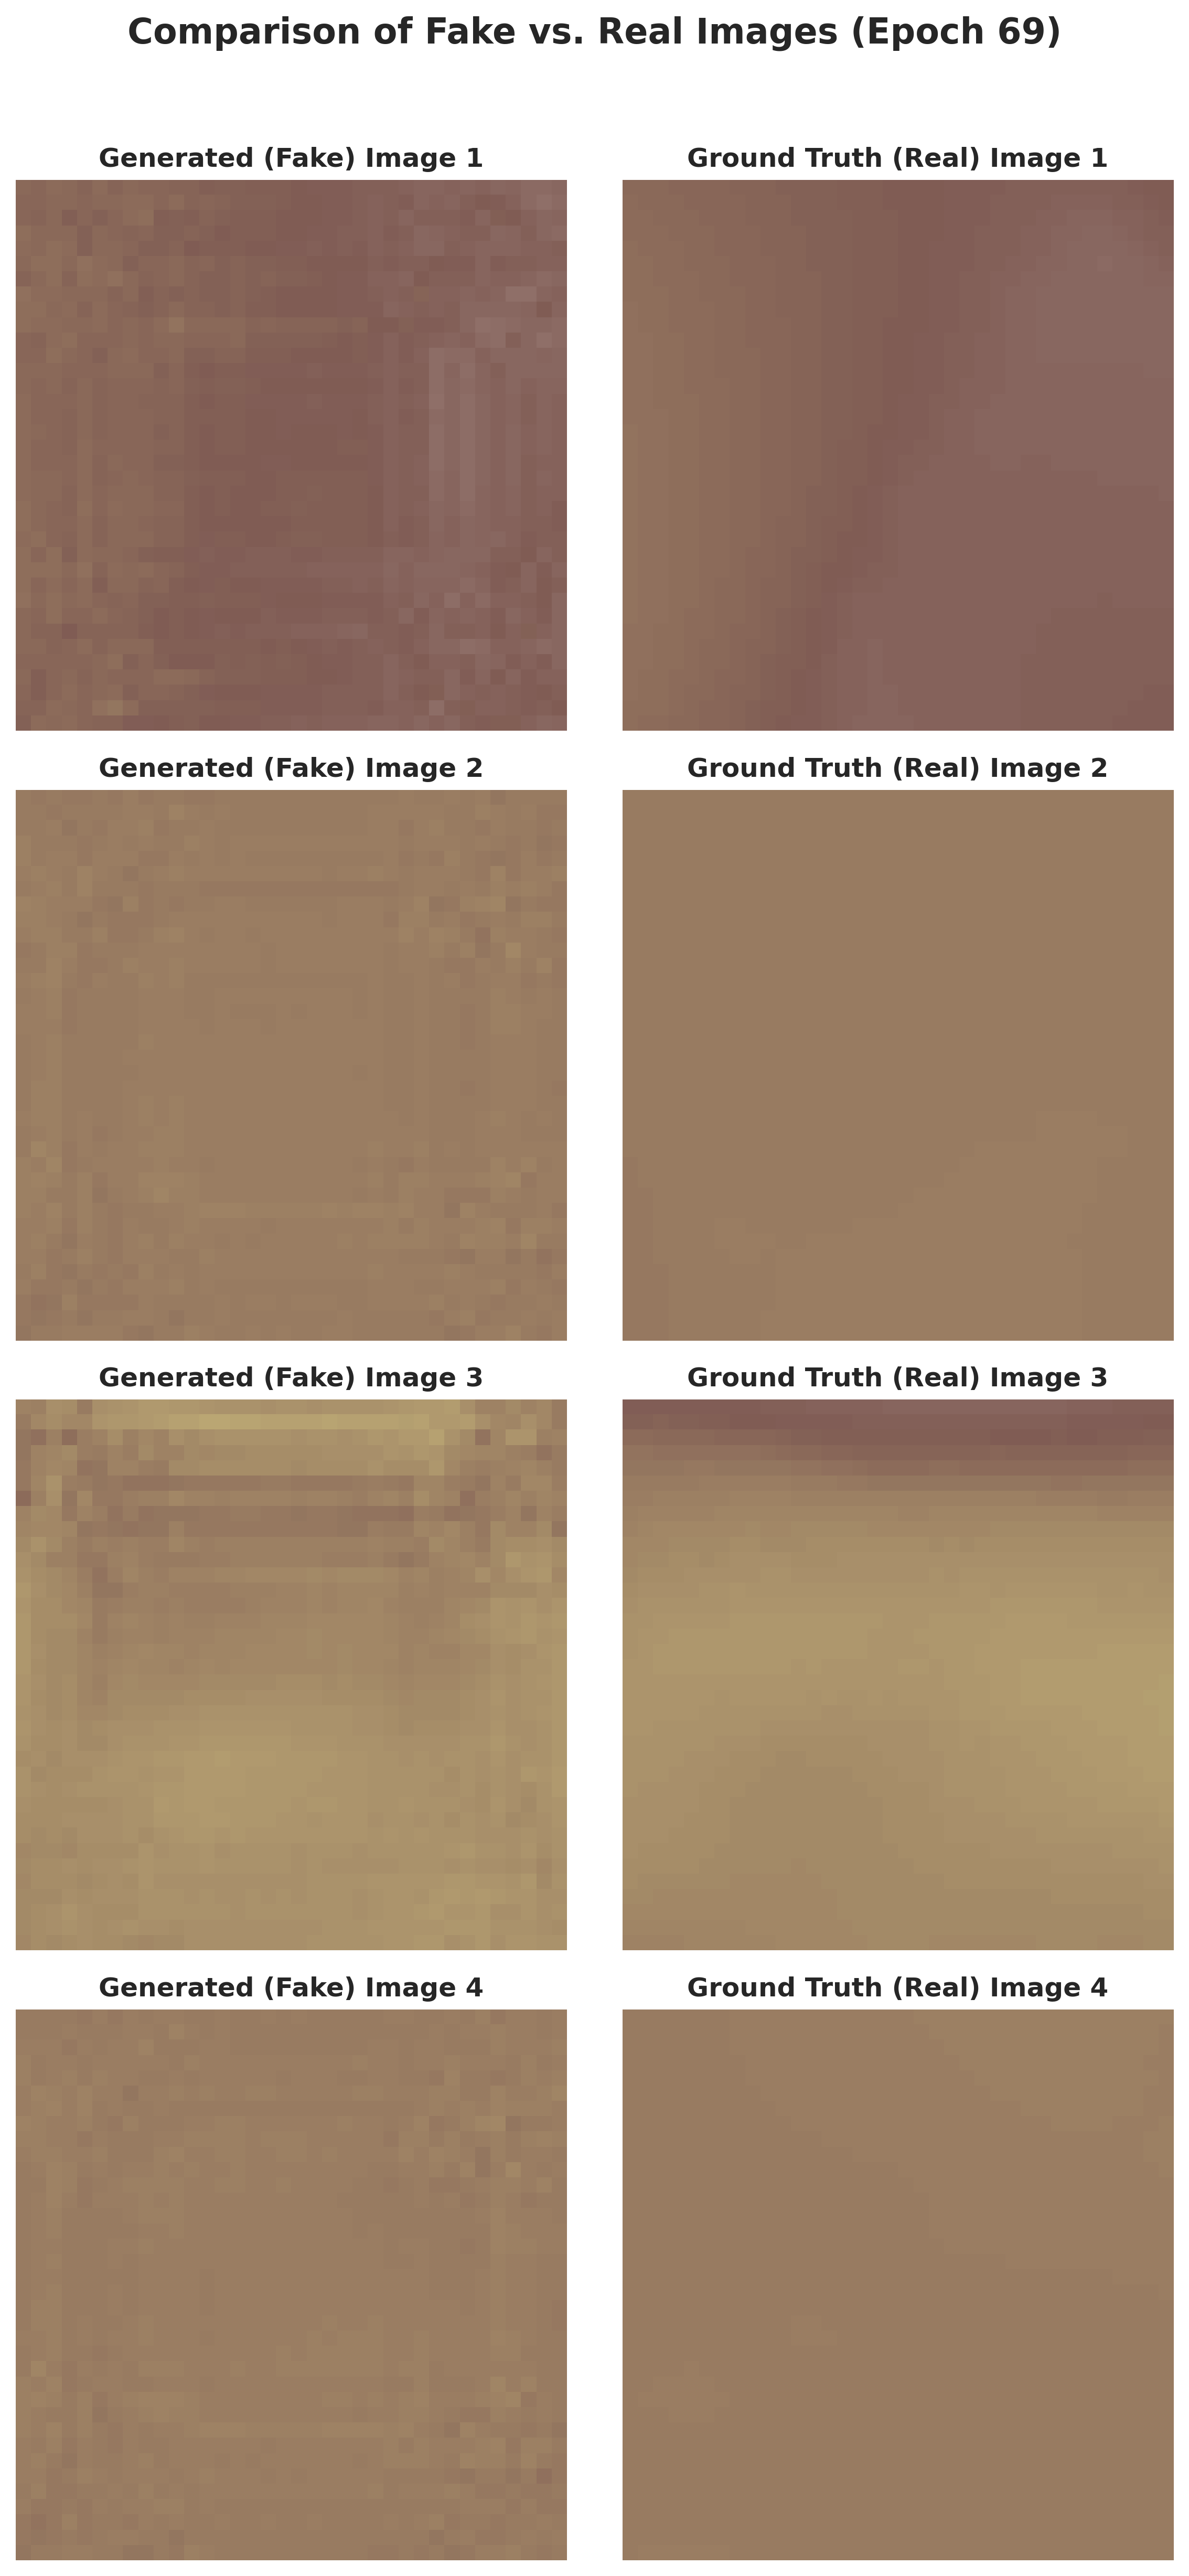 Comparison of Fake vs. Real Images (Epoch 69)
Generated (Fake) Image 1
Ground Truth (Real) Image 1
Generated (Fake) Image 2
Ground Truth (Real) Image 2
Generated (Fake) Image 3
Ground Truth (Real) Image 3
Generated (Fake) Image 4
Ground Truth (Real) Image 4